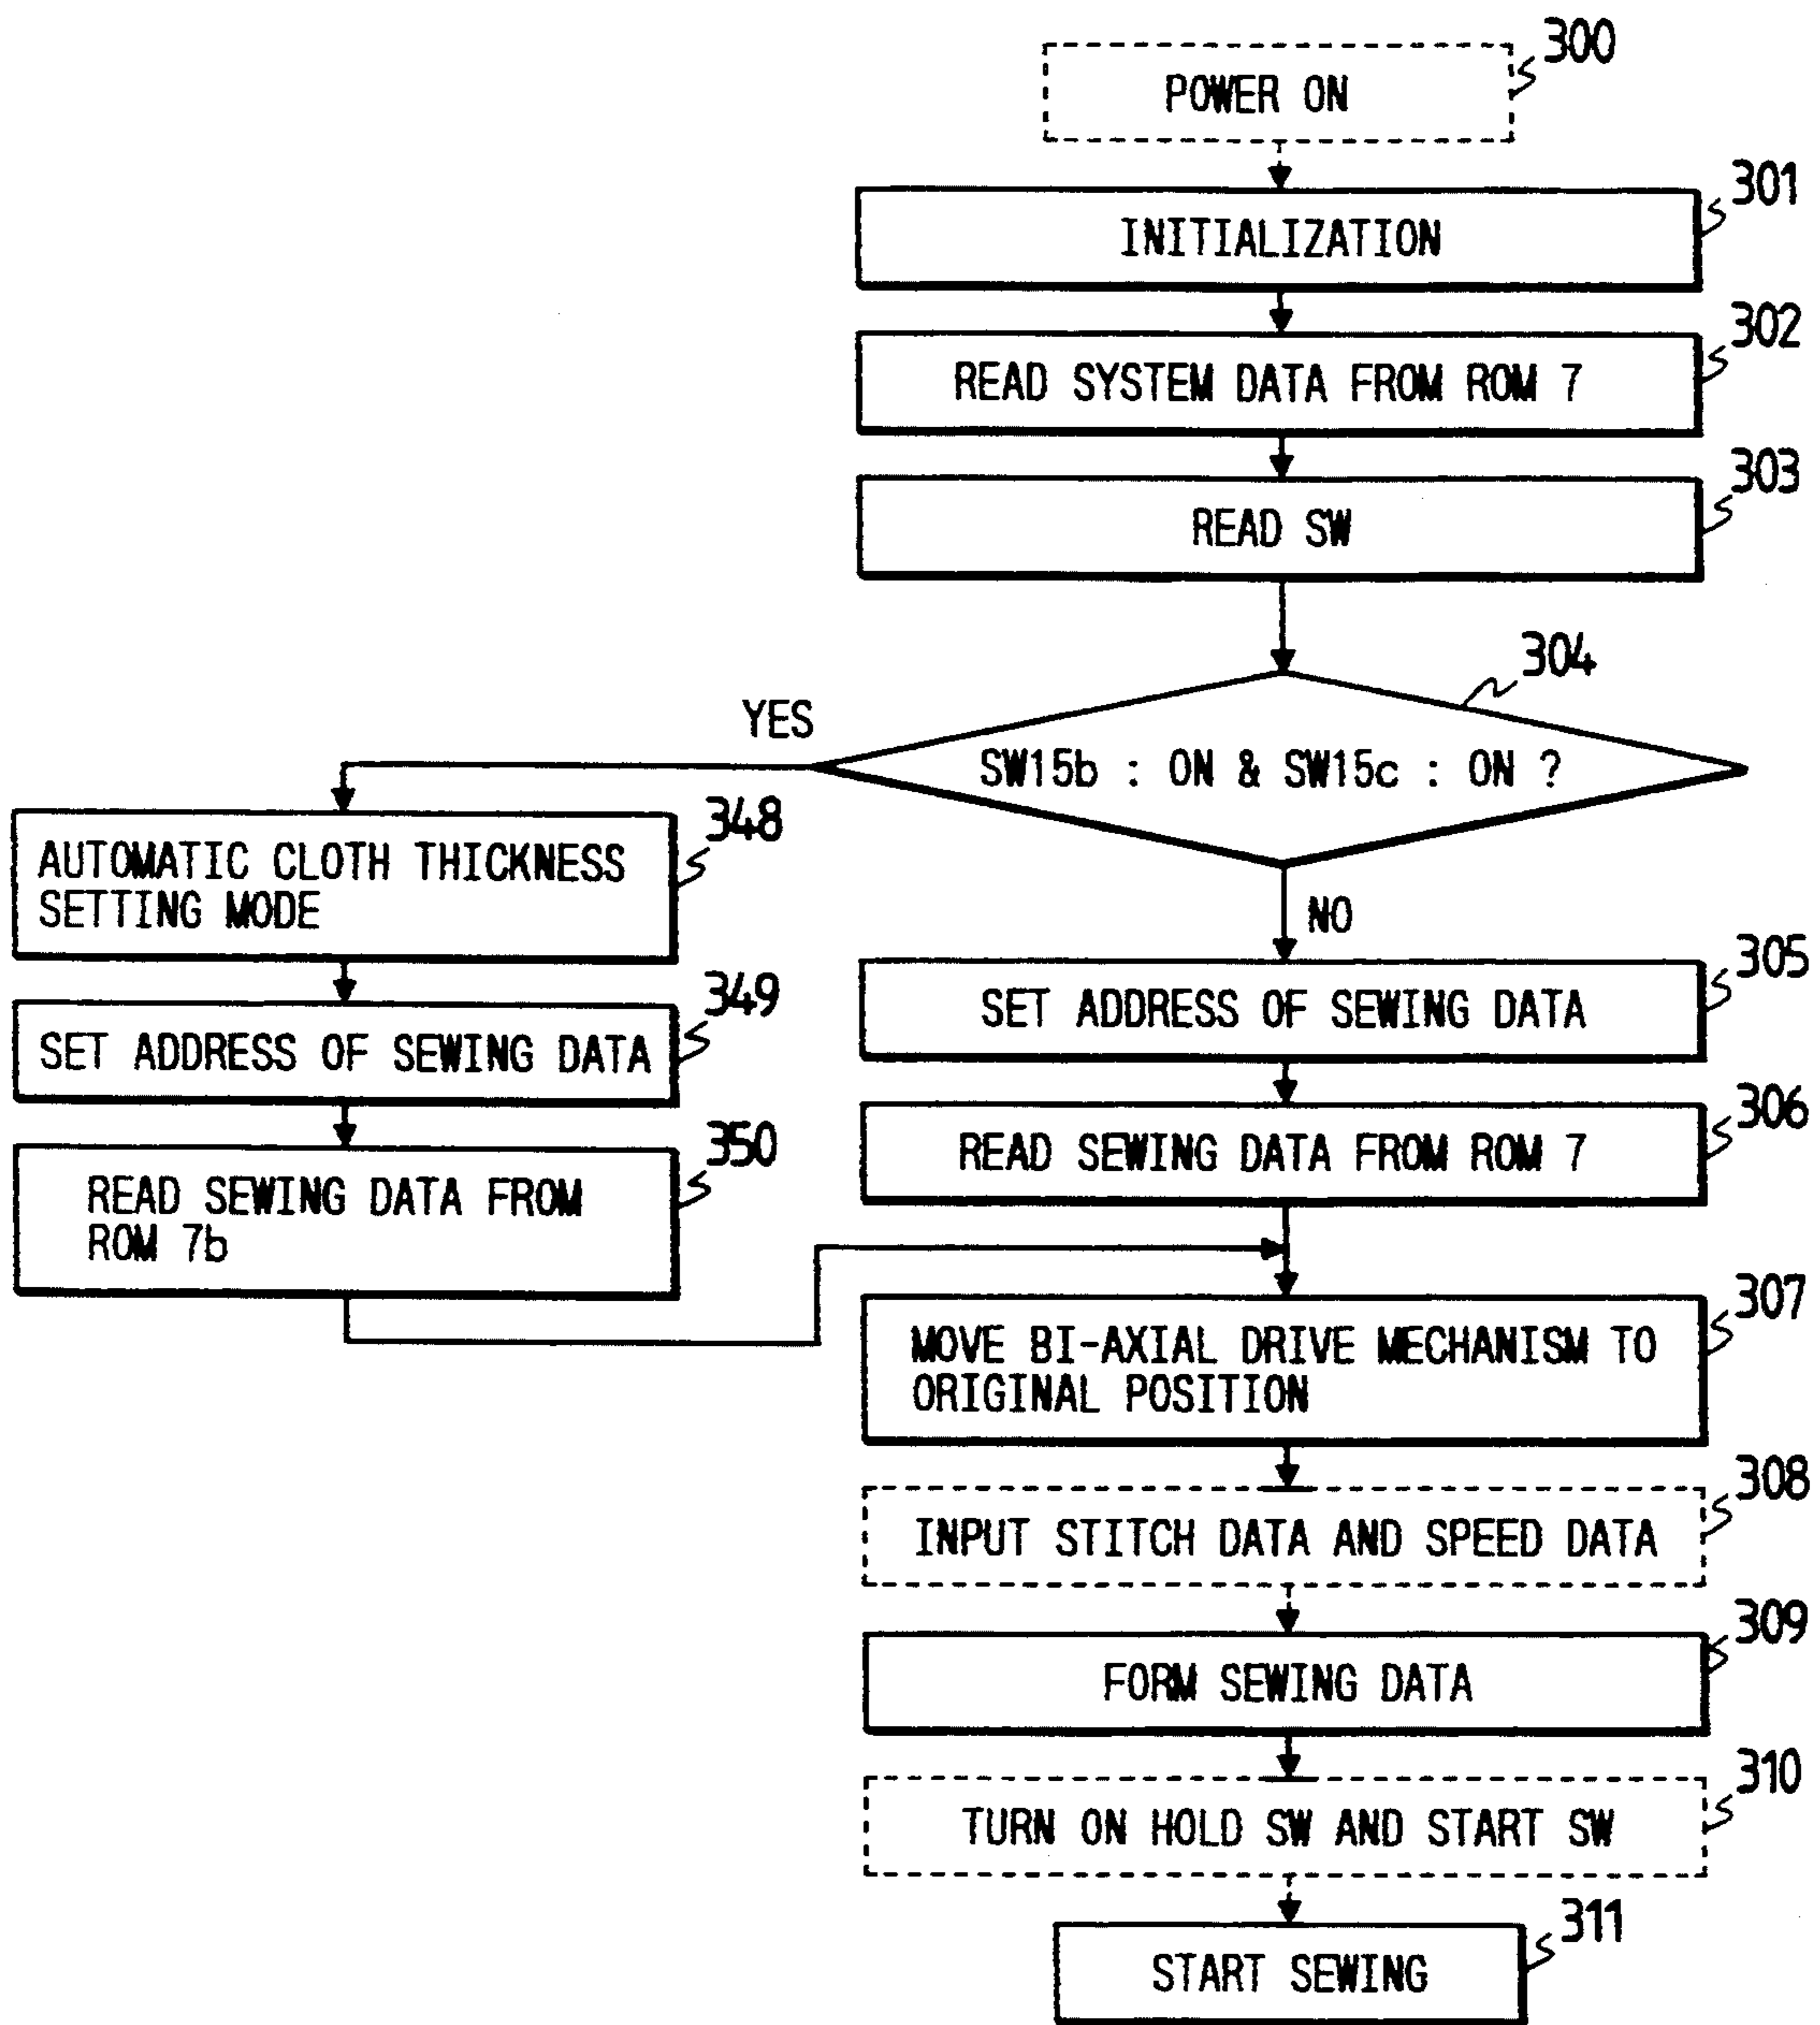 300
POWER ON
301
INITIALIZATION
302
READ SYSTEM DATA FROM ROM 7
303
READ SW
304
YES
SW15b : ON & SW15c : ON ?
NO
348
AUTOMATIC CLOTH THICKNESS
SETTING MODE
349
SET ADDRESS OF SEWING DATA
350
READ SEWING DATA FROM
ROM 7b
305
SET ADDRESS OF SEWING DATA
306
READ SEWING DATA FROM ROM 7
307
MOVE BI-AXIAL DRIVE MECHANISM TO
ORIGINAL POSITION
308
INPUT STITCH DATA AND SPEED DATA
309
FORM SEWING DATA
310
TURN ON HOLD SW AND START SW
311
START SEWING